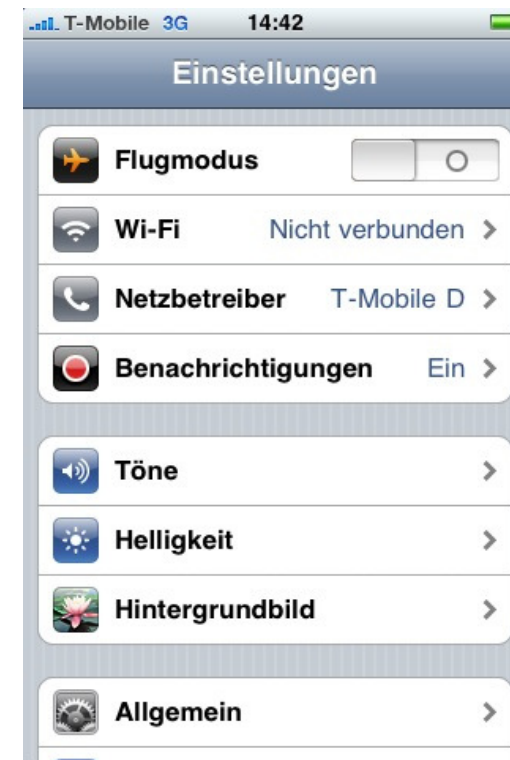 T-Mobile 3G 14:42
Einstellungen
Flugmodus
Wi-Fi Nicht verbunden
Netzbetreiber T-Mobile D
Benachrichtigungen Ein
Töne
Helligkeit
Hintergrundbild
Allgemein